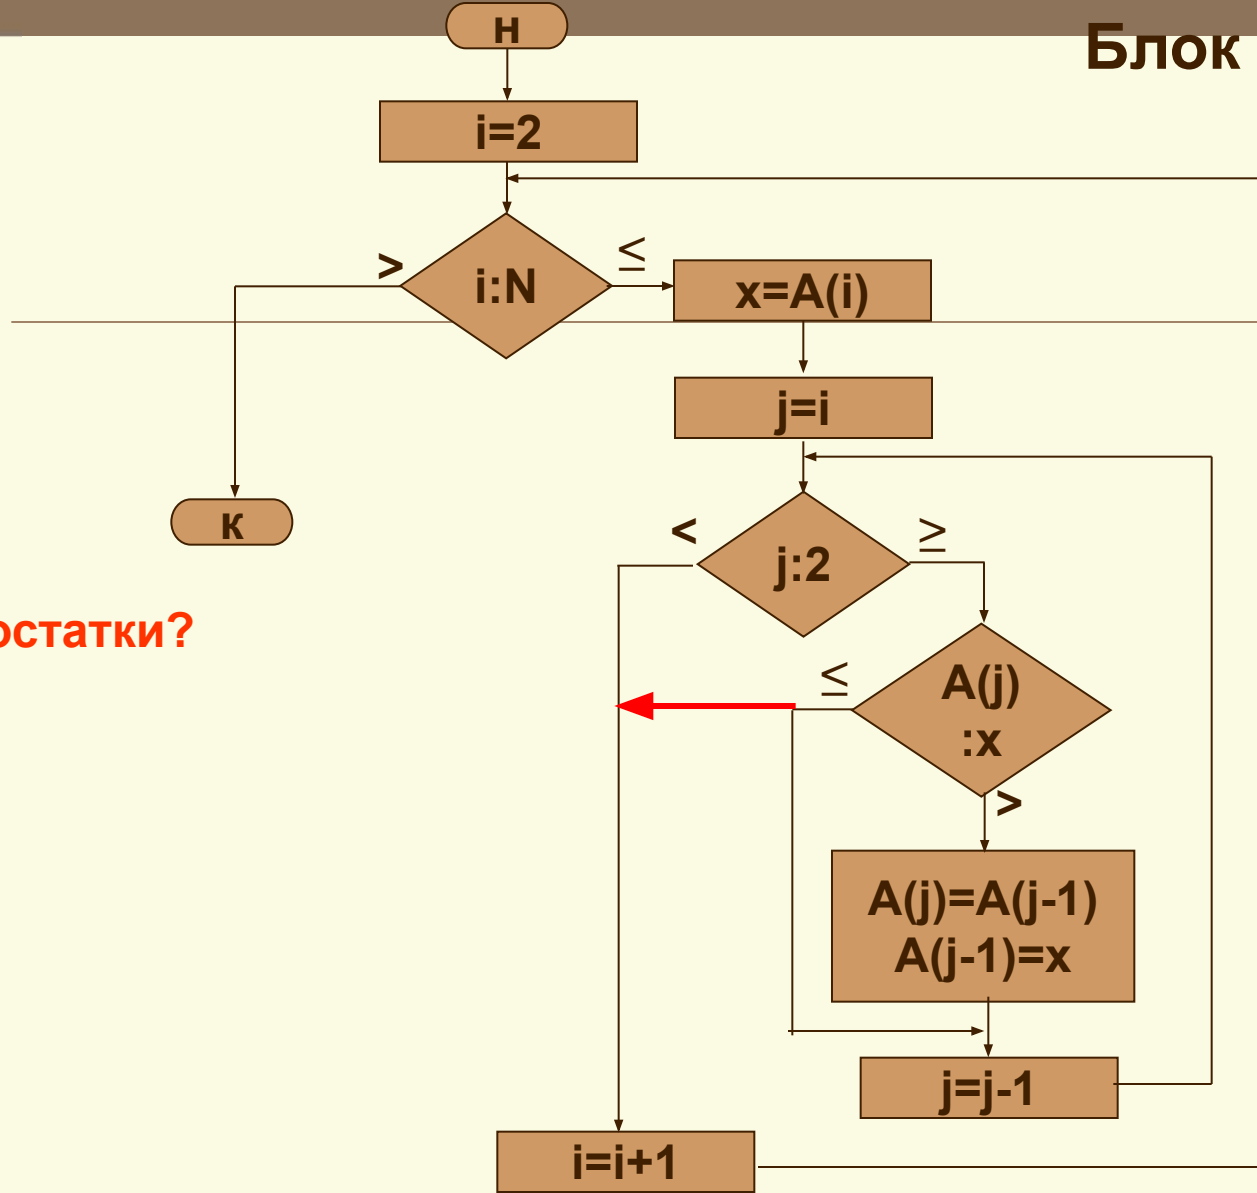 н
Блок
i=2
>
i:N
≤
x=A(i)
j=i
к
<
j:2
≥
остатки?
≤
A(j)
:x
>
A(j)=A(j-1)
A(j-1)=x
j=j-1
i=i+1